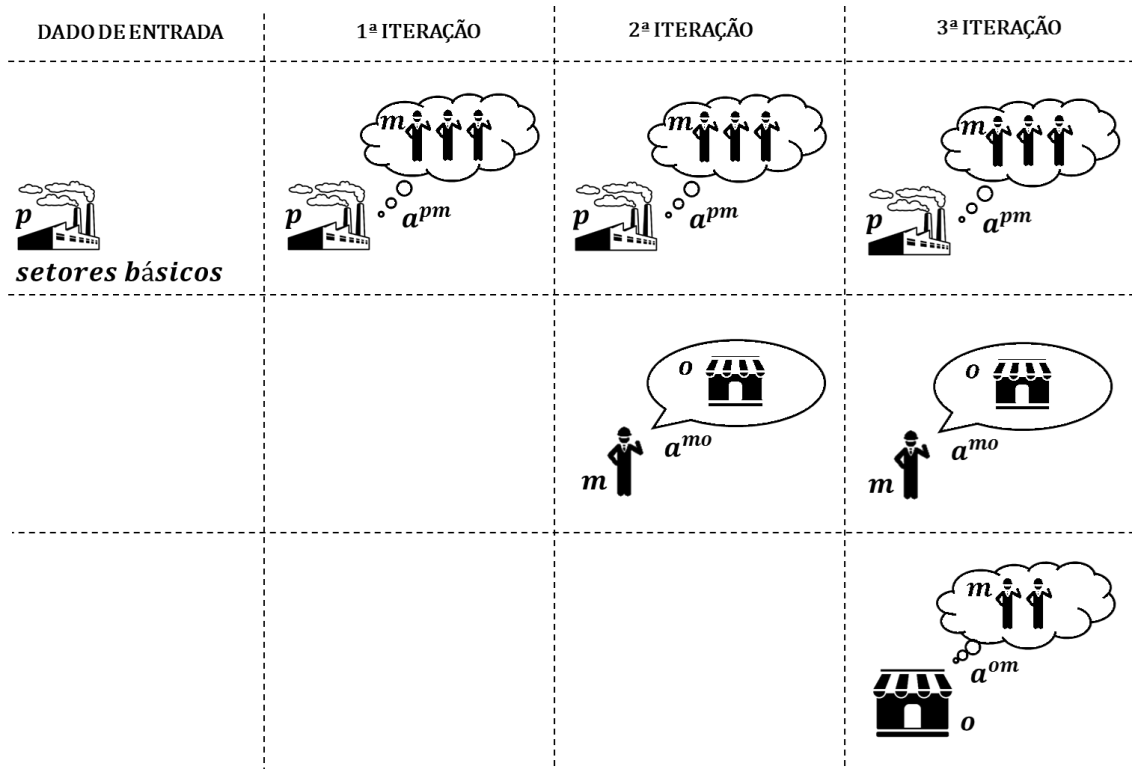 DADO DE ENTRADA 1ª ITERAÇÃO 2ª ITERAÇÃO 3ª ITERAÇÃO
m m m
p p p p
a^{pm} a^{pm} a^{pm}
setores básicos
o o
a^{mo} a^{mo}
m m
m
a^{om}
o